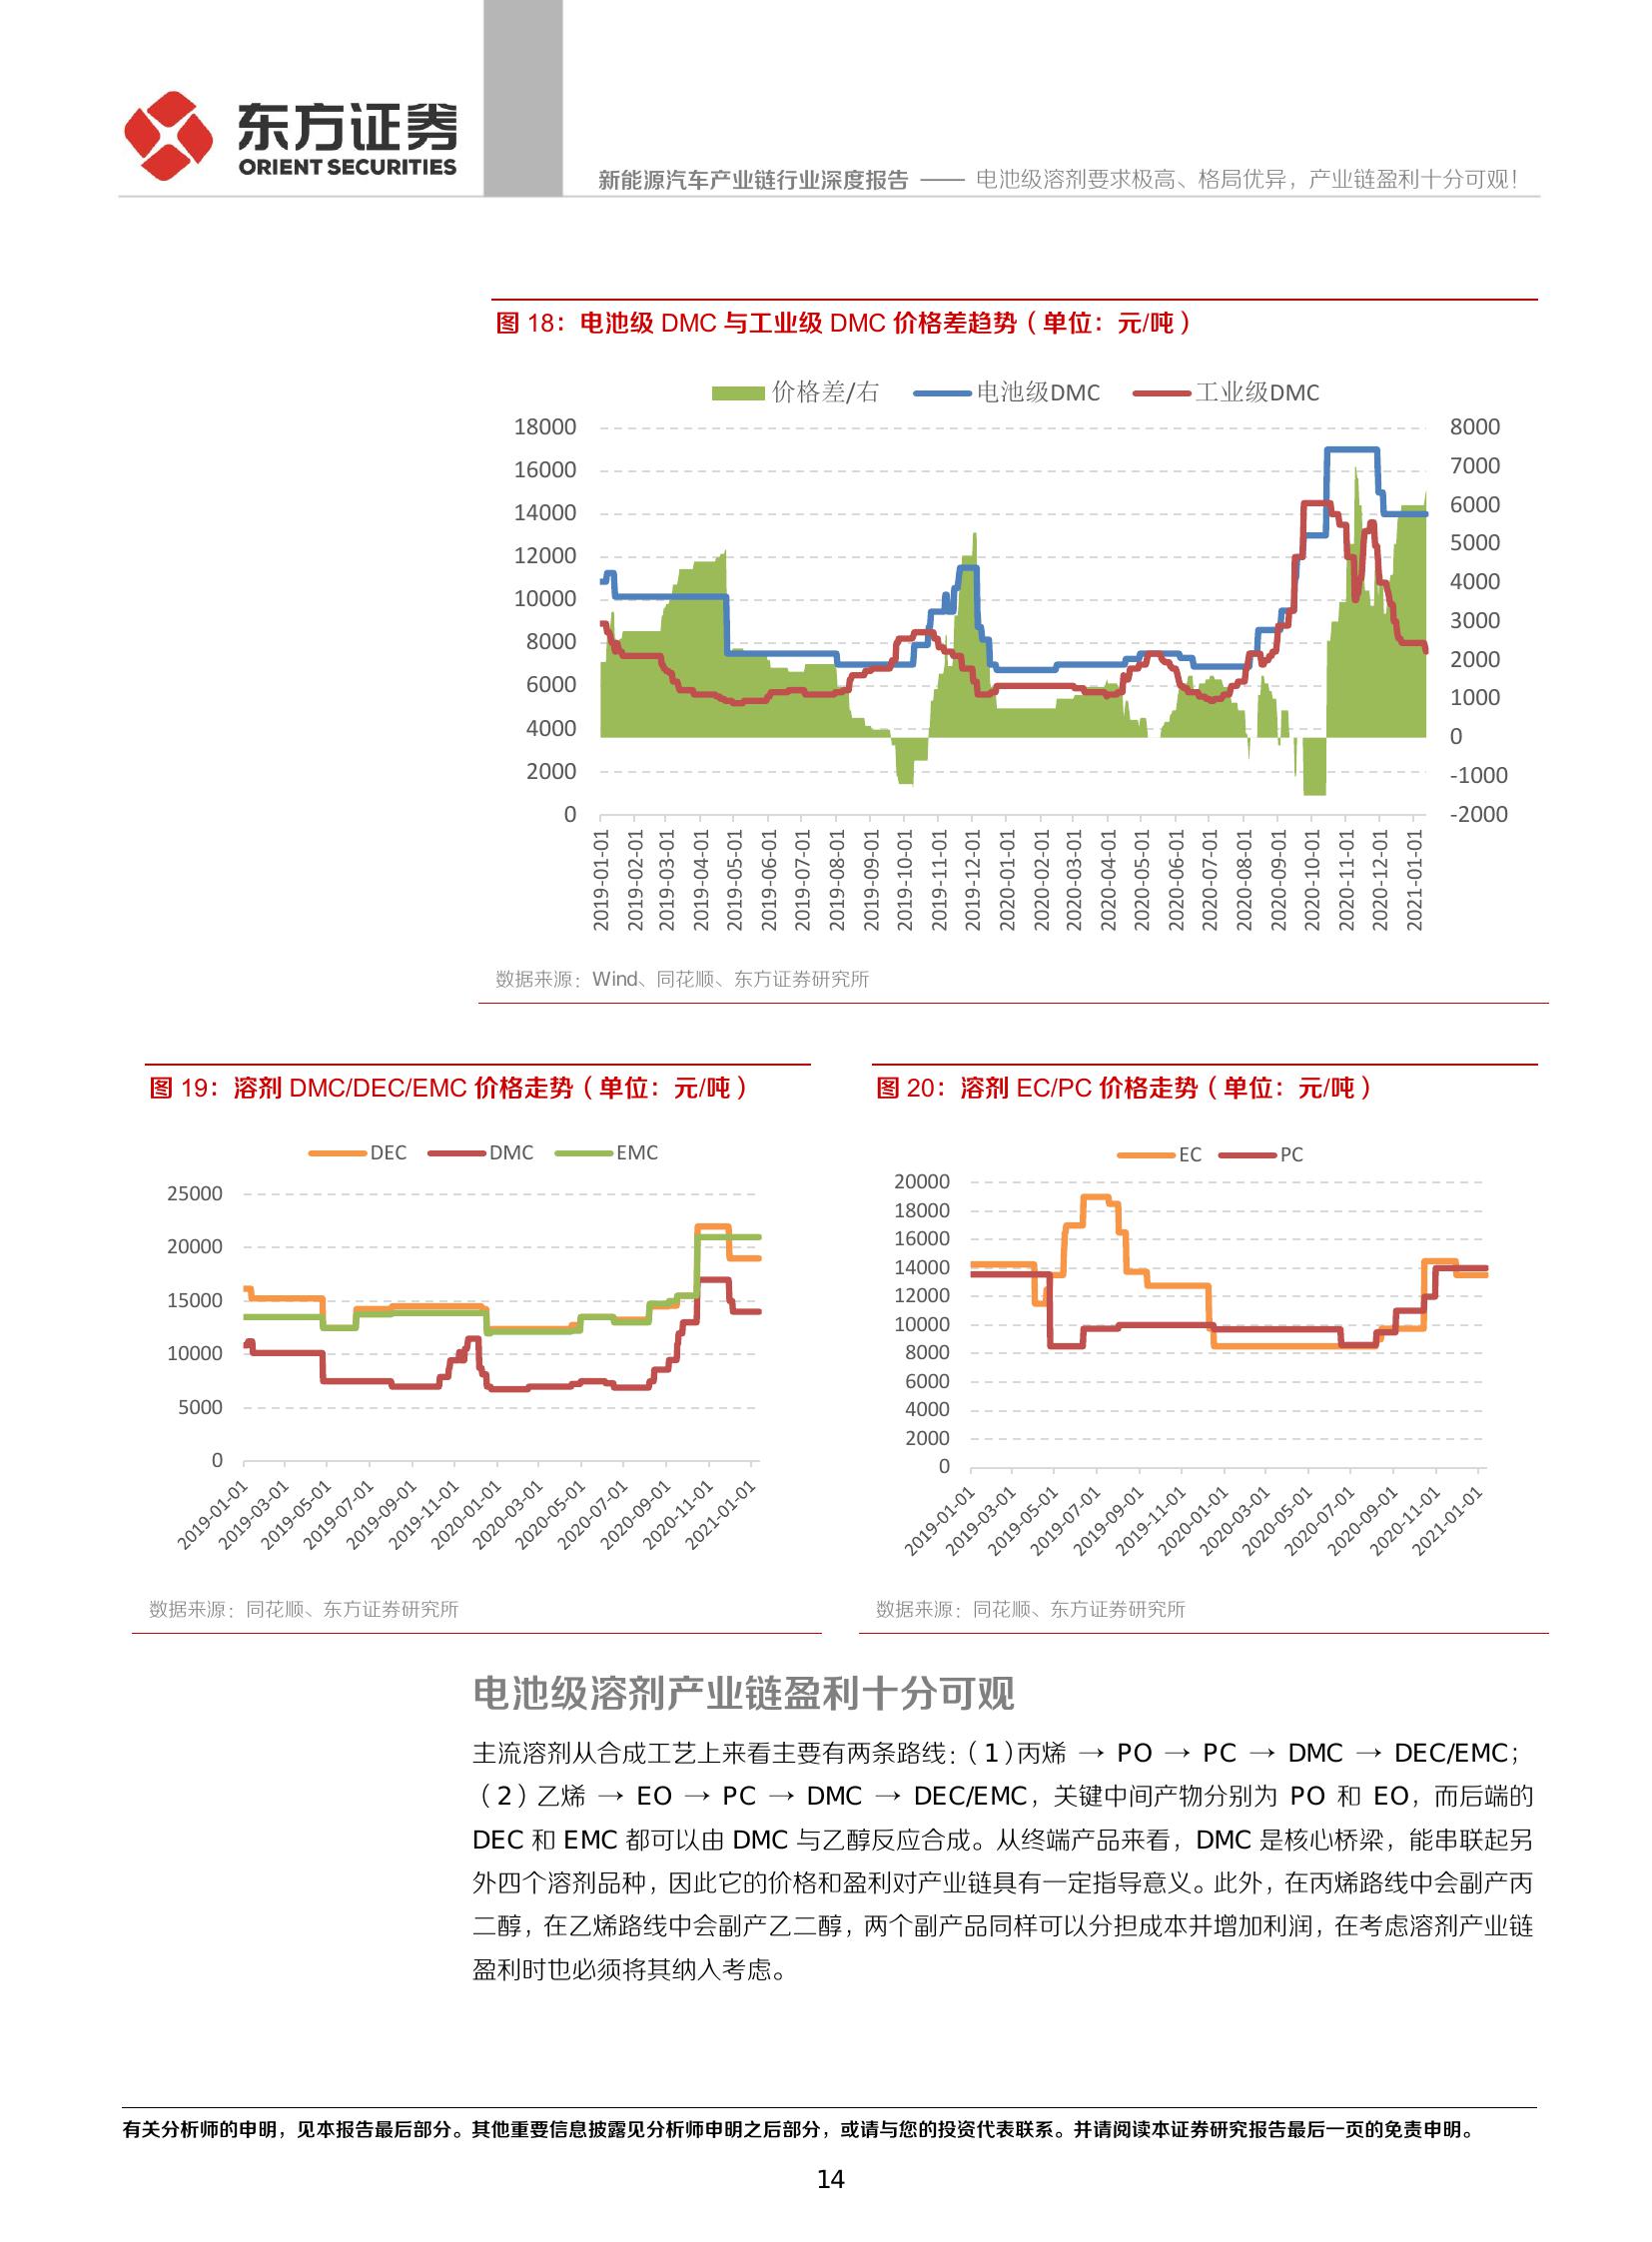 东方证券
ORIENT SECURITIES
新能源汽车产业链行业深度报告 —— 电池级溶剂要求极高、格局优异，产业链盈利十分可观！
图 18：电池级 DMC 与工业级 DMC 价格差趋势（单位：元/吨）
价格差/右 电池级DMC 工业级DMC
18000 8000
16000 7000
14000 6000
12000 5000
10000 4000
8000 3000
6000 2000
4000 1000
2000 0
0 -1000
-2000
2019-01-01 2019-02-01 2019-03-01 2019-04-01 2019-05-01 2019-06-01 2019-07-01 2019-08-01 2019-09-01 2019-10-01 2019-11-01 2019-12-01 2020-01-01 2020-02-01 2020-03-01 2020-04-01 2020-05-01 2020-06-01 2020-07-01 2020-08-01 2020-09-01 2020-10-01 2020-11-01 2020-12-01 2021-01-01
数据来源：Wind、同花顺、东方证券研究所
图 19：溶剂 DMC/DEC/EMC 价格走势（单位：元/吨）
DEC DMC EMC
25000
20000
15000
10000
5000
0
2019-01-01 2019-03-01 2019-05-01 2019-07-01 2019-09-01 2019-11-01 2020-01-01 2020-03-01 2020-05-01 2020-07-01 2020-09-01 2020-11-01 2021-01-01
数据来源：同花顺、东方证券研究所
图 20：溶剂 EC/PC 价格走势（单位：元/吨）
EC PC
20000
18000
16000
14000
12000
10000
8000
6000
4000
2000
0
2019-01-01 2019-03-01 2019-05-01 2019-07-01 2019-09-01 2019-11-01 2020-01-01 2020-03-01 2020-05-01 2020-07-01 2020-09-01 2020-11-01 2021-01-01
数据来源：同花顺、东方证券研究所
电池级溶剂产业链盈利十分可观
主流溶剂从合成工艺上来看主要有两条路线：（1）丙烯 → PO → PC → DMC → DEC/EMC；
（2）乙烯 → EO → PC → DMC → DEC/EMC，关键中间产物分别为 PO 和 EO，而后端的
DEC 和 EMC 都可以由 DMC 与乙醇反应合成。从终端产品来看，DMC 是核心桥梁，能串联起另
外四个溶剂品种，因此它的价格和盈利对产业链具有一定指导意义。此外，在丙烯路线中会副产丙
二醇，在乙烯路线中会副产乙二醇，两个副产品同样可以分担成本并增加利润，在考虑溶剂产业链
盈利时也必须将其纳入考虑。
有关分析师的申明，见本报告最后部分。其他重要信息披露见分析师申明之后部分，或请与您的投资代表联系。并请阅读本证券研究报告最后一页的免责申明。
14